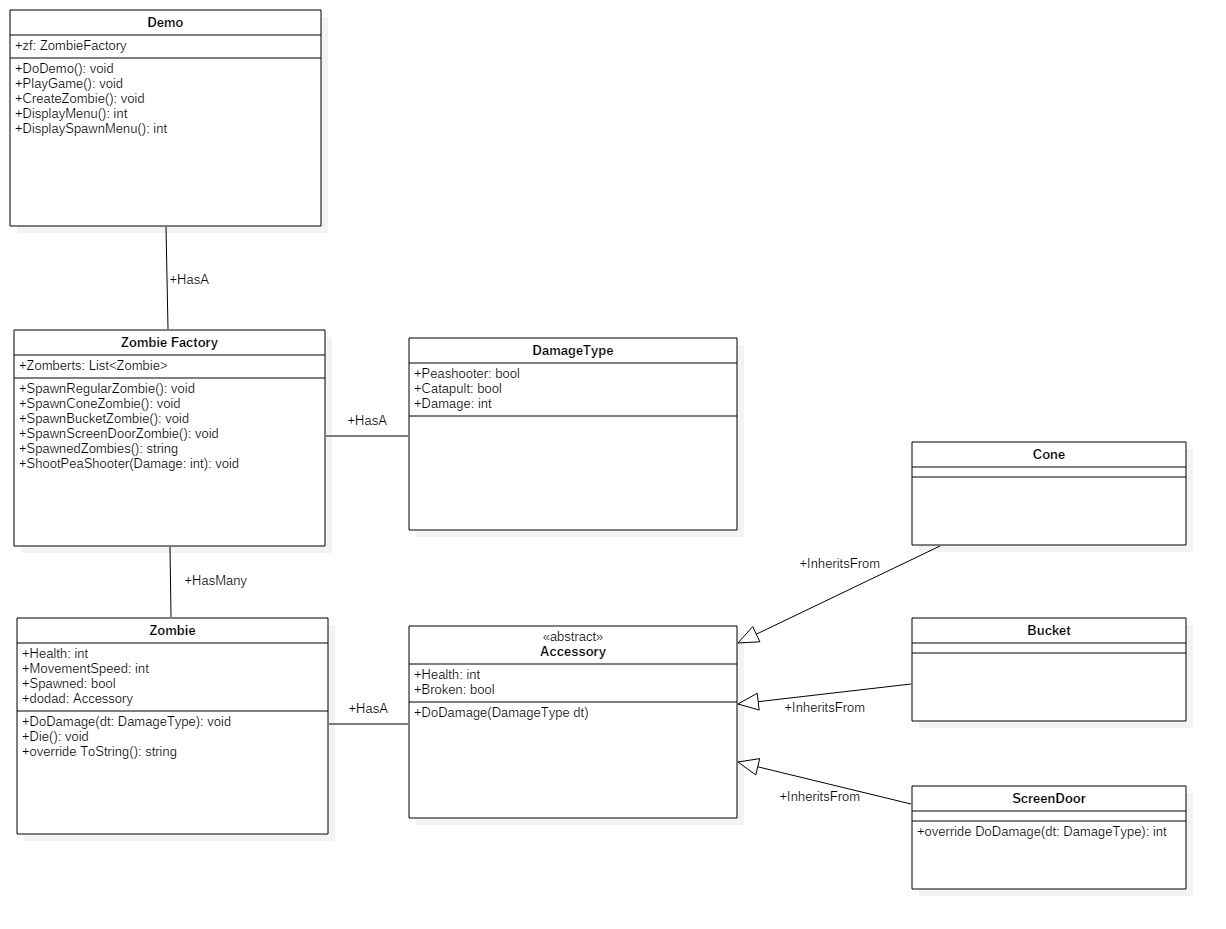 Demo
+zf: ZombieFactory
+DoDemo(): void
+PlayGame(): void
+CreateZombie(): void
+DisplayMenu(): int
+DisplaySpawnMenu(): int
+HasA
Zombie Factory
+Zomberts: List<Zombie>
+SpawnRegularZombie(): void
+SpawnConeZombie(): void
+SpawnBucketZombie(): void
+SpawnScreenDoorZombie(): void
+SpawnedZombies(): string
+ShootPeaShooter(Damage: int): void
+HasA
DamageType
+Peashooter: bool
+Catapult: bool
+Damage: int
+HasMany
Zombie
+Health: int
+MovementSpeed: int
+Spawned: bool
+dodad: Accessory
+DoDamage(dt: DamageType): void
+Die(): void
+override ToString(): string
+HasA
«abstract»
Accessory
+Health: int
+Broken: bool
+DoDamage(DamageType dt)
Cone
+InheritsFrom
Bucket
+InheritsFrom
ScreenDoor
+override DoDamage(dt: DamageType): int
+InheritsFrom